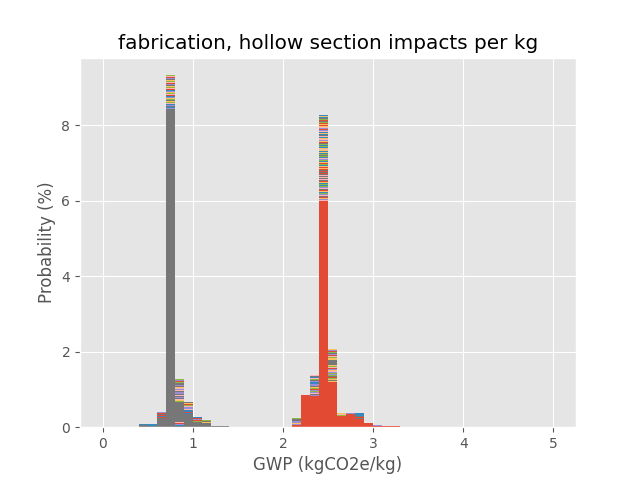 fabrication, hollow section impacts per kg
Probability (%)
8
6
4
2
0
0 1 2 3 4 5
GWP (kgCO2e/kg)